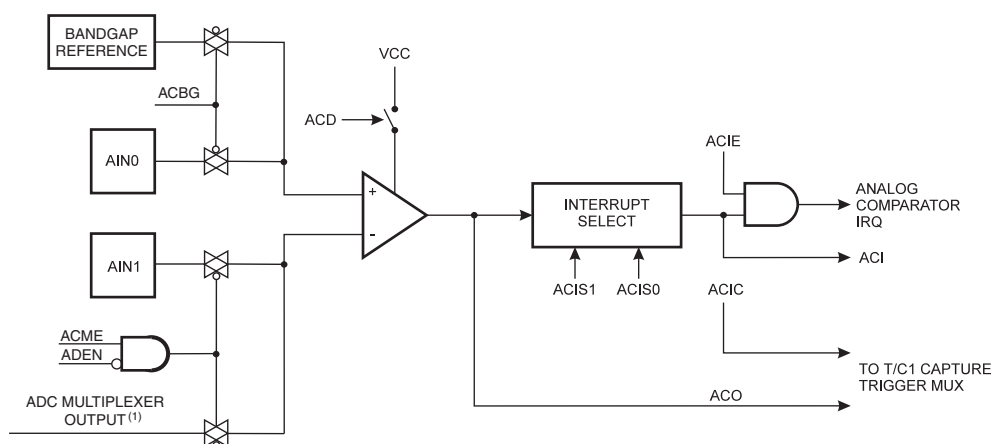 BANDGAP
REFERENCE
VCC
ACBG
ACD
AIN0
ACIE
+
INTERRUPT
SELECT
ANALOG
COMPARATOR
IRQ
-
AIN1
ACI
ACIS1 ACIS0 ACIC
ACME
ADEN
TO T/C1 CAPTURE
TRIGGER MUX
ACO
ADC MULTIPLEXER
OUTPUT(1)